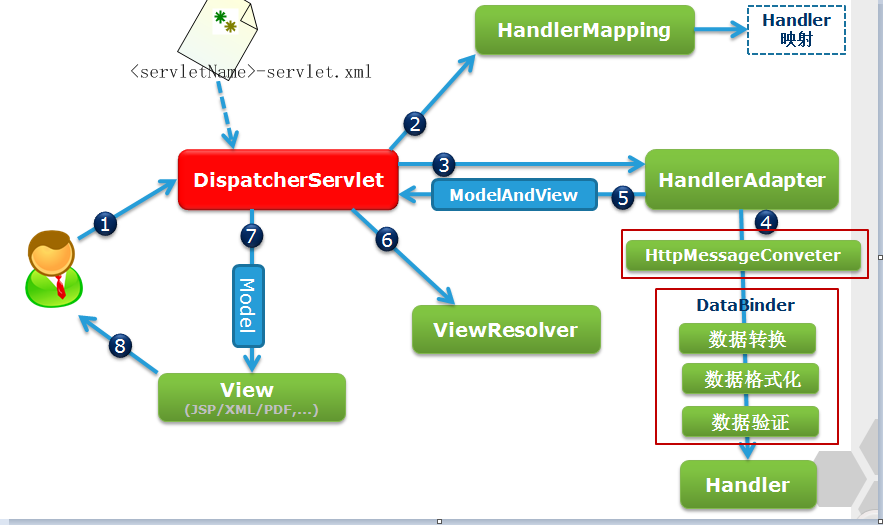 <servletName>-servlet.xml
HandlerMapping
Handler
映射
2
DispatcherServlet
3
HandlerAdapter
ModelAndView
5
1
4
7
6
HttpMessageConveter
Model
DataBinder
ViewResolver
数据转换
8
数据格式化
View
(JSP/XML/PDF,...)
数据验证
Handler